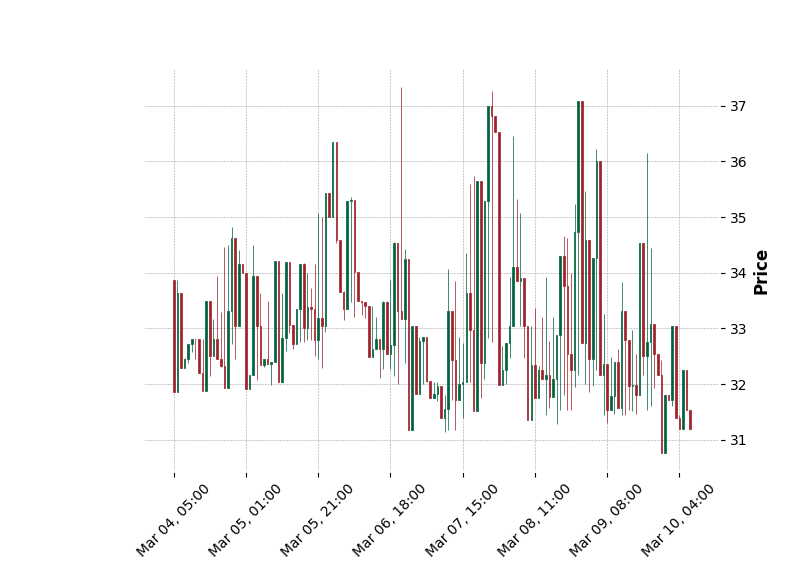 37
36
35
34
33
32
31
Price
Mar 04, 05:00
Mar 05, 01:00
Mar 05, 21:00
Mar 06, 18:00
Mar 07, 15:00
Mar 08, 11:00
Mar 09, 08:00
Mar 10, 04:00